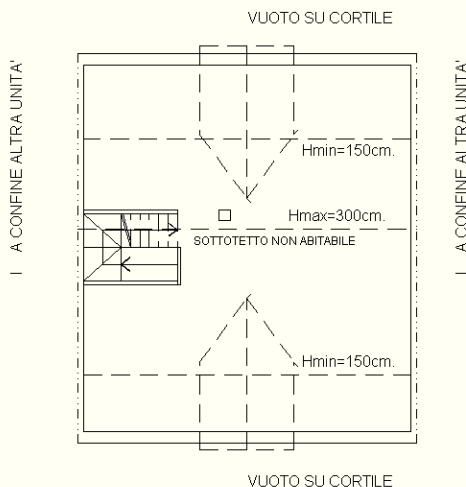 VUOTO SU CORTILE
I A CONFINE ALTRA UNITA'
I A CONFINE ALTRA UNITA'
Hmin=150cm.
Hmax=300cm.
SOTTOTETTO NON ABITABILE
Hmin=150cm.
VUOTO SU CORTILE